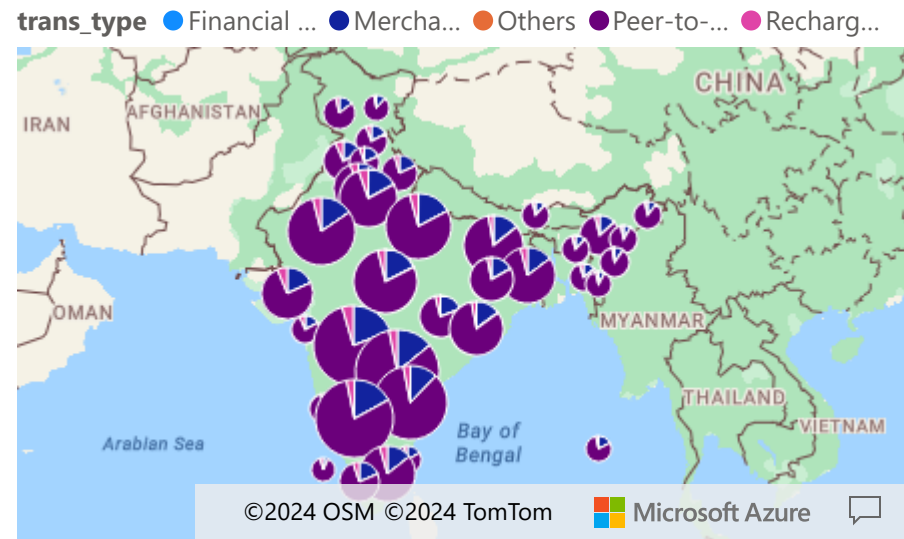 trans_type Financial ... Mercha... Others Peer-to-... Recharg...
CHINA
AFGHANISTAN
IRAN
OMAN
MYANMAR
THAILAND
VIETNAM
Arabian Sea
Bay of
Bengal
©2024 OSM ©2024 TomTom Microsoft Azure